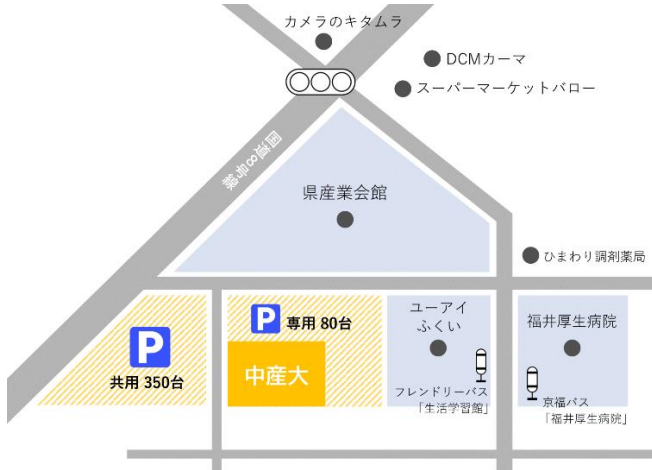 カメラのキタムラ
DCMカーマ
スーパーマーケットバロー
国道8号線
県産業会館
ひまわり調剤薬局
P
共用 350台
P 専用 80台
中産大
ユーアイ
ふくい
フレンドリーバス
「生活学習館」
福井厚生病院
京福バス
「福井厚生病院」